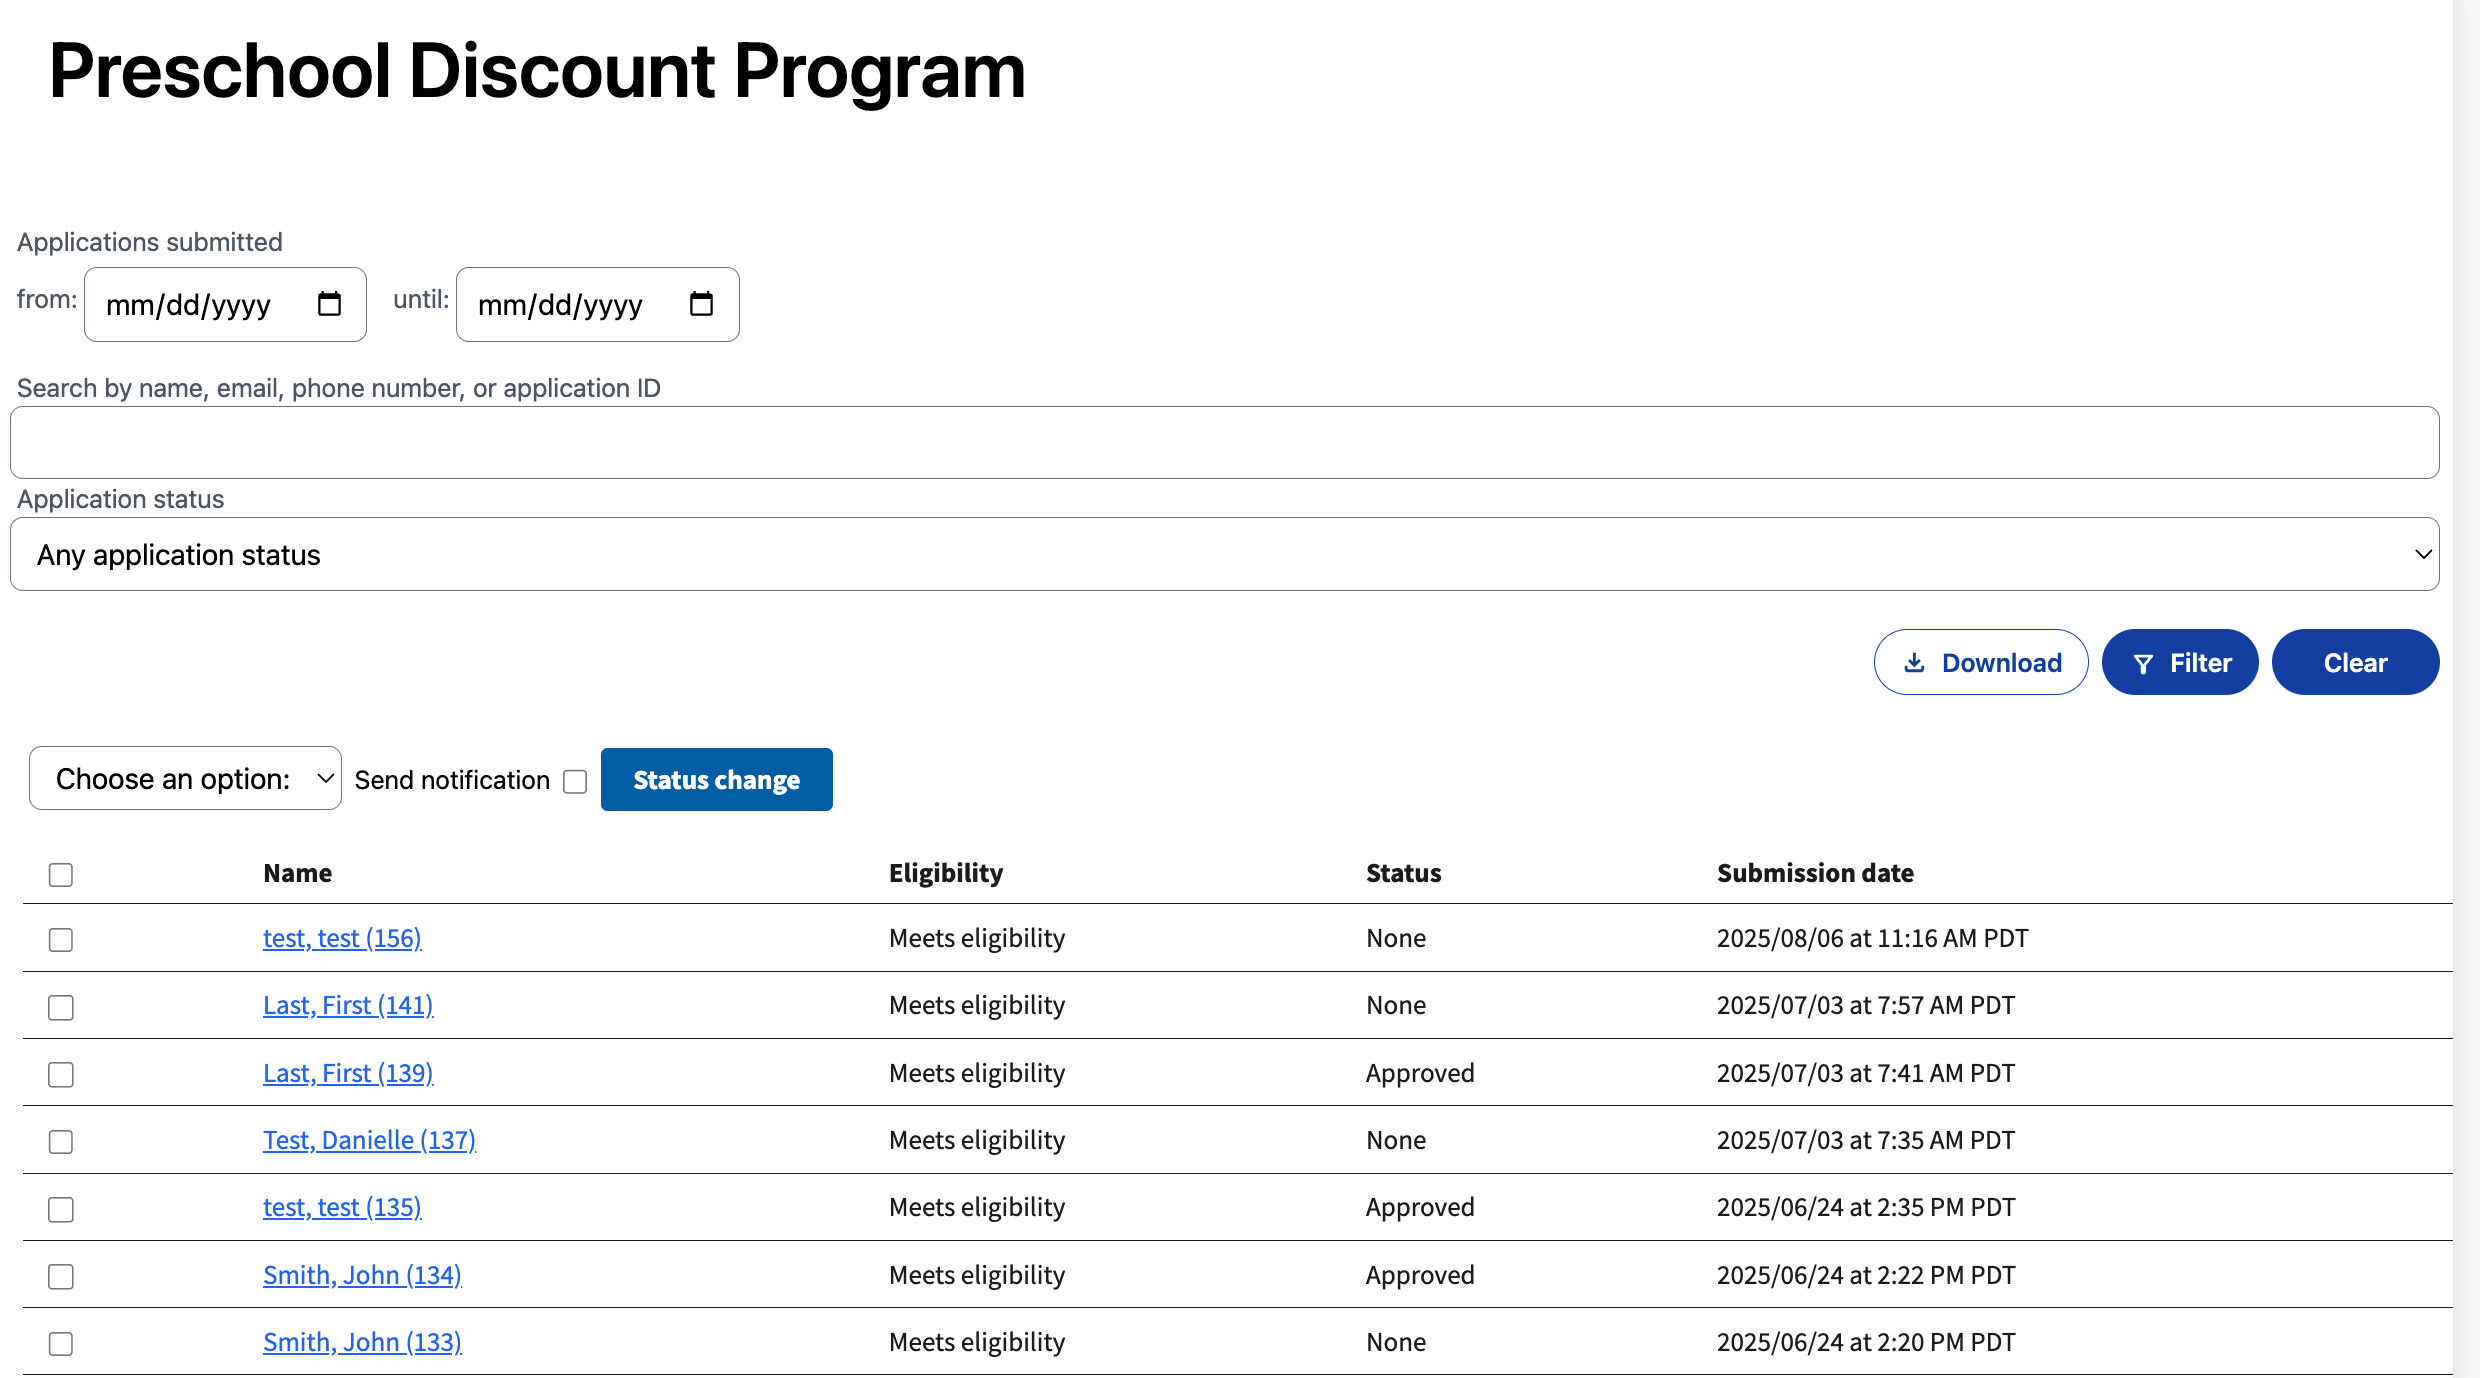 Preschool Discount Program
Applications submitted
from: mm/dd/yyyy until: mm/dd/yyyy
Search by name, email, phone number, or application ID
Application status
Any application status
Download Filter Clear
Choose an option: Send notification Status change
Name Eligibility Status Submission date
test, test (156) Meets eligibility None 2025/08/06 at 11:16 AM PDT
Last, First (141) Meets eligibility None 2025/07/03 at 7:57 AM PDT
Last, First (139) Meets eligibility Approved 2025/07/03 at 7:41 AM PDT
Test, Danielle (137) Meets eligibility None 2025/07/03 at 7:35 AM PDT
test, test (135) Meets eligibility Approved 2025/06/24 at 2:35 PM PDT
Smith, John (134) Meets eligibility Approved 2025/06/24 at 2:22 PM PDT
Smith, John (133) Meets eligibility None 2025/06/24 at 2:20 PM PDT